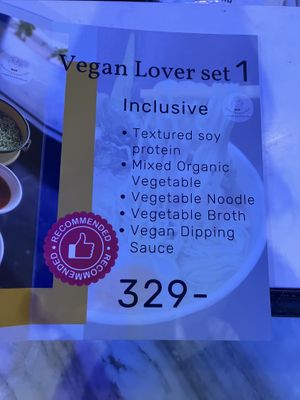 Vegan Lover set 1
Inclusive
• Textured soy
protein
• Mixed Organic
Vegetable
• Vegetable Noodle
• Vegetable Broth
• Vegan Dipping
Sauce
RECOMMENDED
RECOMMENDED
329-